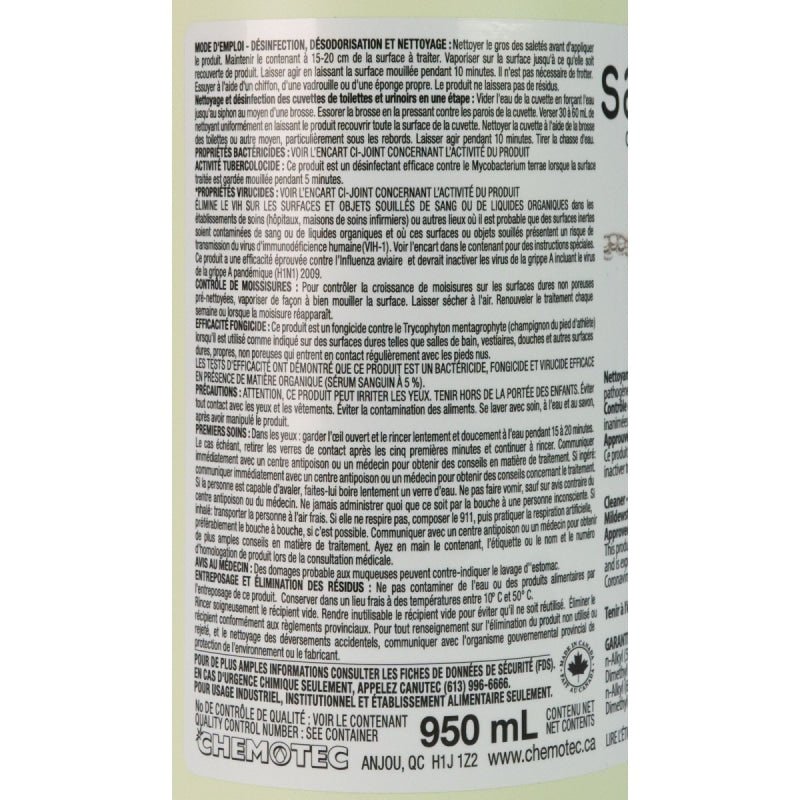 MODE D'EMPLOI - DÉSINFECTION, DÉSODORISATION ET NETTOYAGE : Nettoyer le gros des saletés avant d'appliquer
le produit. Maintenir le contenant à 15-20 cm de la surface à traiter. Vaporiser sur la surface jusqu'à ce qu'elle soit
recouverte de produit. Laisser agir en laissant la surface mouillée pendant 10 minutes. Il n'est pas nécessaire de frotter.
Essuyer à l'aide d'un chiffon, d'une vadrouille ou d'une éponge propre. Le produit ne laissera pas de résidus.
Nettoyage et désinfection des cuvettes de toilettes et urinoirs en une étape : Vider l'eau de la cuvette en forçant l'eau
jusqu'au siphon au moyen d'une brosse. Essorer la brosse en la pressant contre les parois de la cuvette. Verser 30 à 60 mL de
nettoyant uniformément en laissant le produit recouvrir toute la surface de la cuvette. Nettoyer la cuvette à l'aide de la brosse
des toilettes ou autre moyen, particulièrement sous les rebords. Laisser agir pendant 10 minutes. Tirer la chasse d'eau.
PROPRIÉTÉS BACTÉRICIDES : VOIR L'ENCART CI-JOINT CONCERNANT L'ACTIVITÉ DU PRODUIT
ACTIVITÉ TUBERCOLOCIDE : Ce produit est un désinfectant efficace contre le Mycobacterium terrae lorsque la surface
traitée est gardée mouillée pendant 5 minutes.
*PROPRIÉTÉS VIRUCIDES : VOIR L'ENCART CI-JOINT CONCERNANT L'ACTIVITÉ DU PRODUIT
ÉLIMINE LE VIH SUR LES SURFACES ET OBJETS SOUILLÉS DE SANG OU DE LIQUIDES ORGANIQUES dans les
établissements de soins (hôpitaux, maisons de soins infirmiers) ou autres lieux où il est probable que des surfaces inertes
soient contaminées de sang ou de liquides organiques et où ces surfaces ou objets souillés présentent un risque de
transmission du virus d'immunodéficience humaine (VIH-1). Voir l'encart dans le contenant pour des instructions spéciales.
Ce produit a une efficacité éprouvée contre l'Influenza aviaire et devrait inactiver les virus de la grippe A incluant le virus
de la grippe A pandémique (H1N1) 2009.
CONTRÔLE DE MOISISSURES : Pour contrôler la croissance de moisissures sur les surfaces dures non poreuses
pré-nettoyées, vaporiser de façon à bien mouiller la surface. Laisser sécher à l'air. Renouveler le traitement chaque
semaine ou lorsque la moisissure réapparaît.
EFFICACITÉ FONGICIDE : Ce produit est un fongicide contre le Trycophyton mentagrophyte (champignon du pied d'athlète)
lorsqu'il est utilisé comme indiqué sur des surfaces dures telles que salles de bain, vestiaires, douches et autres surfaces
dures, propres, non poreuses qui entrent en contact régulièrement avec les pieds nus.
LES TESTS D'EFFICACITÉ ONT DÉMONTRÉ QUE CE PRODUIT EST UN BACTÉRICIDE, FONGICIDE ET VIRUCIDE EFFICACE
EN PRÉSENCE DE MATIÈRE ORGANIQUE (SÉRUM SANGUIN À 5 %).
PRÉCAUTIONS : ATTENTION, CE PRODUIT PEUT IRRITER LES YEUX. TENIR HORS DE LA PORTÉE DES ENFANTS. Éviter
tout contact avec les yeux et les vêtements. Éviter la contamination des aliments. Se laver avec soin, à l'eau et au savon,
après avoir manipulé le produit.
PREMIERS SOINS : Dans les yeux : garder l'œil ouvert et le rincer lentement et doucement à l'eau pendant 15 à 20 minutes.
Le cas échéant, retirer les verres de contact après les cinq premières minutes et continuer à rincer. Communiquer
immédiatement avec un centre antipoison ou un médecin pour obtenir des conseils en matière de traitement. Si ingéré:
communiquer immédiatement avec un centre antipoison ou un médecin pour obtenir des conseils concernant le traitement.
Si la personne est capable d'avaler, faites-lui boire lentement un verre d'eau. Ne pas faire vomir, sauf sur avis contraire du
centre antipoison ou du médecin. Ne jamais administrer quoi que ce soit par la bouche à une personne inconsciente. Si
inhalé: transporter la personne à l'air frais. Si elle ne respire pas, composer le 911, puis pratiquer la respiration artificielle,
préférablement le bouche à bouche, si c'est possible. Communiquer avec un centre antipoison ou un médecin pour obtenir
de plus amples conseils en matière de traitement. Ayez en main le contenant, l'étiquette ou le nom et le numéro
d'homologation du produit lors de la consultation médicale.
AVIS AU MÉDECIN : Des domages probable aux muqueuses peuvent contre-indiquer le lavage d''estomac.
ENTREPOSAGE ET ÉLIMINATION DES RÉSIDUS : Ne pas contaminer de l'eau ou des produits alimentaires par
l'entreposage de ce produit. Conserver dans un lieu frais à des températures entre 10° C et 50° C.
Rincer soigneusement le récipient vide. Rendre inutilisable le récipient vide pour éviter qu'il ne soit réutilisé. Éliminer le
récipient conformément aux règlements provinciaux. Pour tout renseignement sur l'élimination du produit non utilisé ou
rejeté, et le nettoyage des déversements accidentels, communiquer avec l'organisme gouvernemental provincial de
protection de l'environnement ou le fabricant.
POUR DE PLUS AMPLES INFORMATIONS CONSULTER LES FICHES DE DONNÉES DE SÉCURITÉ (FDS).
EN CAS D'URGENCE CHIMIQUE SEULEMENT, APPELEZ CANUTEC (613) 996-6666.
POUR USAGE INDUSTRIEL, INSTITUTIONNEL ET ÉTABLISSEMENT ALIMENTAIRE SEULEMENT.
MADE IN CANADA
FAIT AU CANADA
No DE CONTRÔLE DE QUALITÉ : VOIR LE CONTENANT
QUALITY CONTROL NUMBER : SEE CONTAINER
950 mL
CONTENU NET
NET CONTENTS
CHEMOTEC
ANJOU, QC H1J 1Z2 www.chemotec.ca
sa
Nettoyan
pathogène
Contrôle
inanimées
Approuvé
Ce produit
inactiver
Cleaner
Mildewos
Approved
This produ
and is exp
Coronavir
Tenir à l'é
GARANT
n-Alkyl (5
Dimethyl
n-Alkyl (
Dimethyl
LIRE L'ÉT